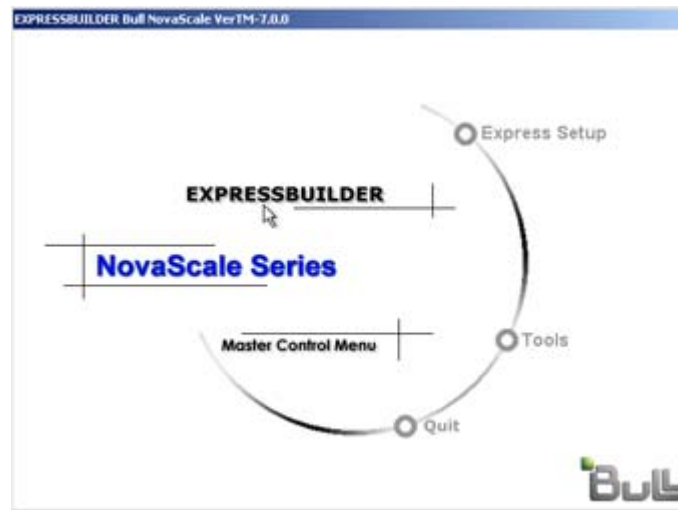 EXPRESSBUILDER Bull NovaScale VerTM-7.0.0
Express Setup
EXPRESSBUILDER
NovaScale Series
Master Control Menu
Tools
Quit
Bull